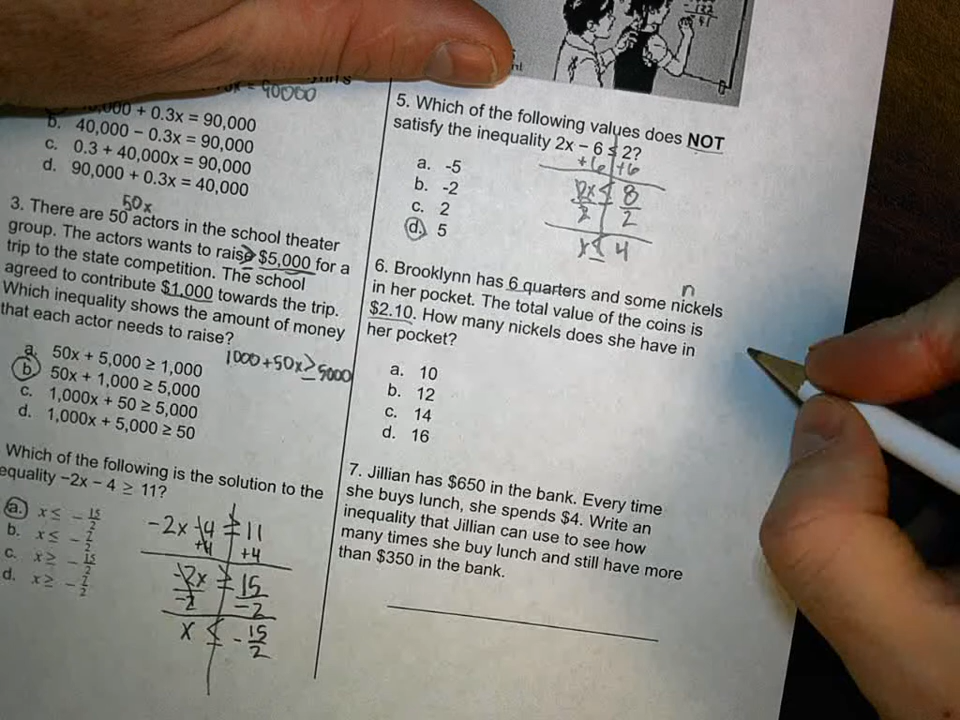 = 90000
0,000 + 0.3x = 90,000
b. 40,000 − 0.3x = 90,000
c. 0.3 + 40,000x = 90,000
d. 90,000 + 0.3x = 40,000
50x
3. There are 50 actors in the school theater
group. The actors wants to raise $5,000 for a
trip to the state competition. The school
agreed to contribute $1,000 towards the trip.
Which inequality shows the amount of money
that each actor needs to raise?
1000 + 50x ≥ 5000
a. 50x + 5,000 ≥ 1,000
b. 50x + 1,000 ≥ 5,000
c. 1,000x + 50 ≥ 5,000
d. 1,000x + 5,000 ≥ 50
Which of the following is the solution to the
equality −2x − 4 ≥ 11?
a. x ≤ − 15/2
b. x ≤ − 7/2
c. x ≥ − 15/2
d. x ≥ − 7/2
-2x -4 ≥ 11
+4 +4
-2x ≥ 15
-2 -2
x ≤ - 15/2
5. Which of the following values does NOT
satisfy the inequality 2x − 6 ≤ 2?
+6 +6
a. -5
b. -2
c. 2
d. 5
2x ≤ 8
2 2
x ≤ 4
n
6. Brooklynn has 6 quarters and some nickels
in her pocket. The total value of the coins is
$2.10. How many nickels does she have in
her pocket?
a. 10
b. 12
c. 14
d. 16
7. Jillian has $650 in the bank. Every time
she buys lunch, she spends $4. Write an
inequality that Jillian can use to see how
many times she buy lunch and still have more
than $350 in the bank.